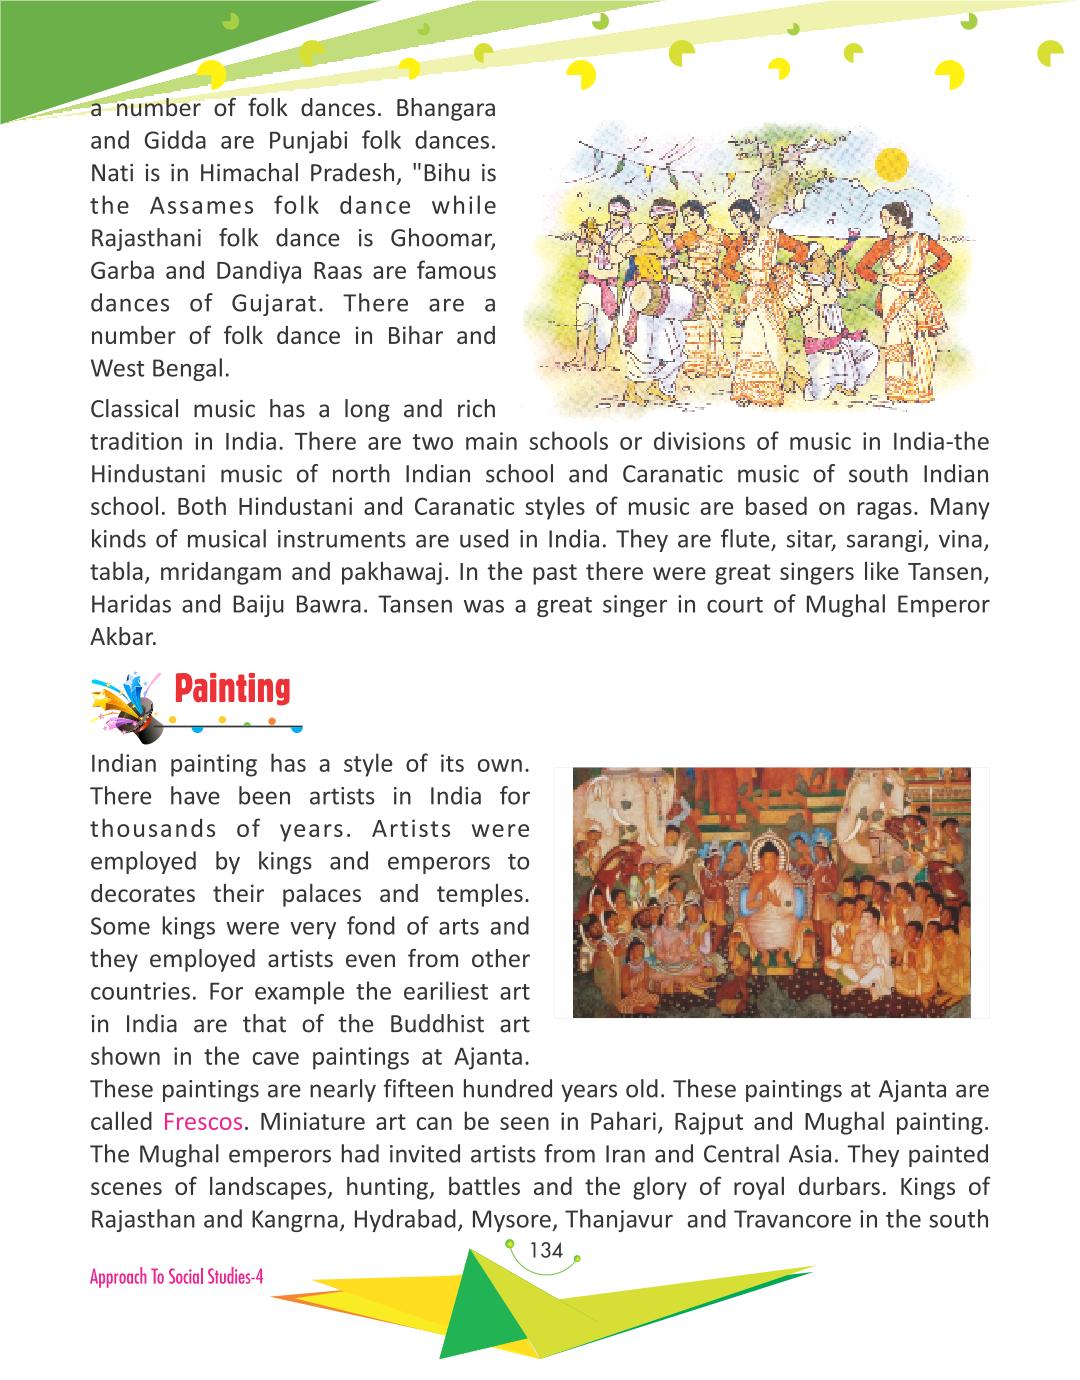 a number of folk dances. Bhangara
and Gidda are Punjabi folk dances.
Nati is in Himachal Pradesh, "Bihu is
the Assames folk dance while
Rajasthani folk dance is Ghoomar,
Garba and Dandiya Raas are famous
dances of Gujarat. There are a
number of folk dance in Bihar and
West Bengal.
Classical music has a long and rich
tradition in India. There are two main schools or divisions of music in India-the
Hindustani music of north Indian school and Caranatic music of south Indian
school. Both Hindustani and Caranatic styles of music are based on ragas. Many
kinds of musical instruments are used in India. They are flute, sitar, sarangi, vina,
tabla, mridangam and pakhawaj. In the past there were great singers like Tansen,
Haridas and Baiju Bawra. Tansen was a great singer in court of Mughal Emperor
Akbar.
Painting
Indian painting has a style of its own.
There have been artists in India for
thousands of years. Artists were
employed by kings and emperors to
decorates their palaces and temples.
Some kings were very fond of arts and
they employed artists even from other
countries. For example the eariliest art
in India are that of the Buddhist art
shown in the cave paintings at Ajanta.
These paintings are nearly fifteen hundred years old. These paintings at Ajanta are
called Frescos. Miniature art can be seen in Pahari, Rajput and Mughal painting.
The Mughal emperors had invited artists from Iran and Central Asia. They painted
scenes of landscapes, hunting, battles and the glory of royal durbars. Kings of
Rajasthan and Kangrna, Hydrabad, Mysore, Thanjavur and Travancore in the south
134
Approach To Social Studies-4